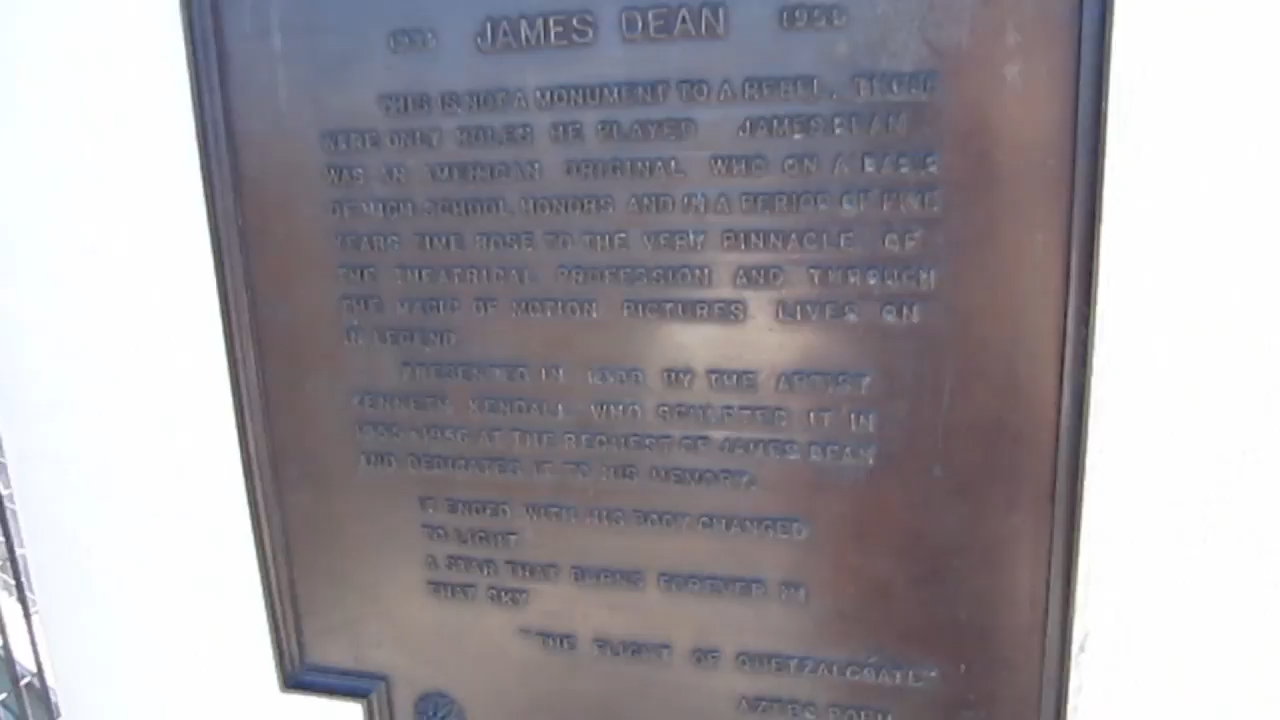 JAMES DEAN
THIS IS NOT A MONUMENT TO A REBEL. THOSE
WERE ONLY ROLES HE PLAYED JAMES DEAN
WAS AN AMERICAN ORIGINAL WHO ON A BASIS
OF HIGH SCHOOL HONORS AND IN A PERIOD OF FIVE
YEARS TIME ROSE TO THE VERY PINNACLE OF
THE THEATRICAL PROFESSION AND THROUGH
THE MAGIC OF MOTION PICTURES LIVES ON
IN LEGEND
PRESENTED IN BY THE ARTIST
KENNETH KENDALL WHO SCULPTED IT IN
1955-1956 AT THE REQUEST OF JAMES DEAN
AND DEDICATED IT TO HIS MEMORY.
IT ENDED WITH HIS BODY CHANGED
TO LIGHT
A STAR THAT BURNS FOREVER IN
THAT SKY
"THE FLIGHT OF QUETZALCOATL"
AZTEC POEM